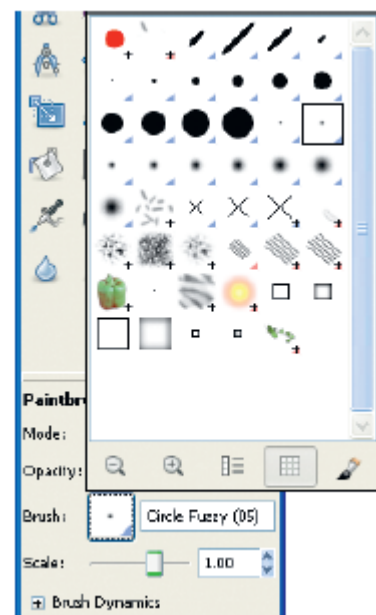 Paintbr
Mode:
Opacity:
Brush:
Circle Fuzzy (05)
Scale:
1.00
Brush Dynamics